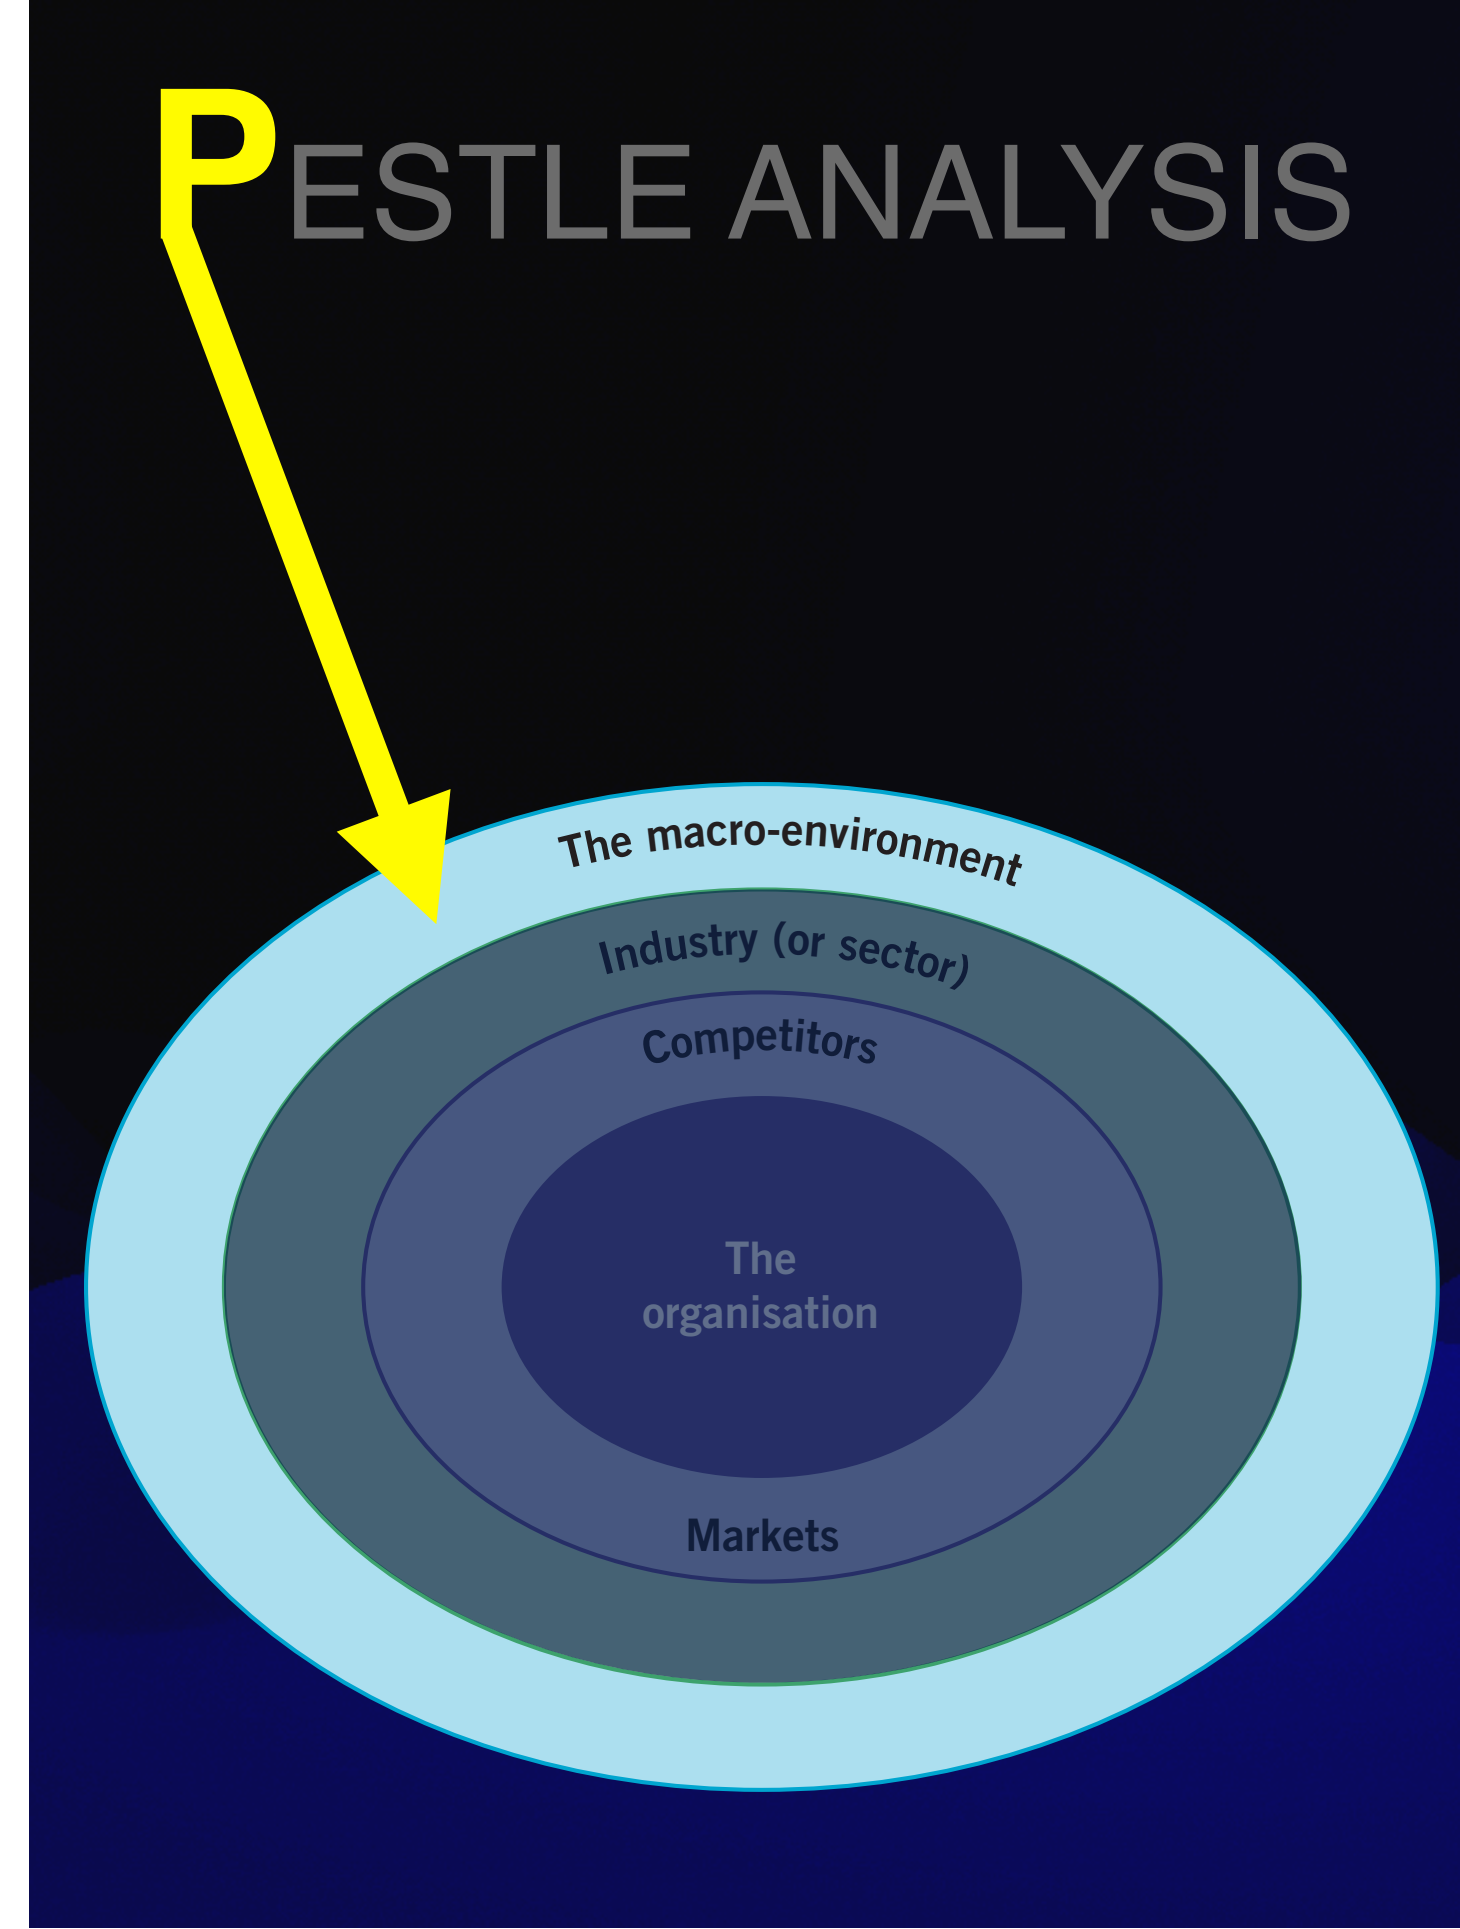 PESTLE ANALYSIS
The macro-environment
Industry (or sector)
Competitors
The
organisation
Markets